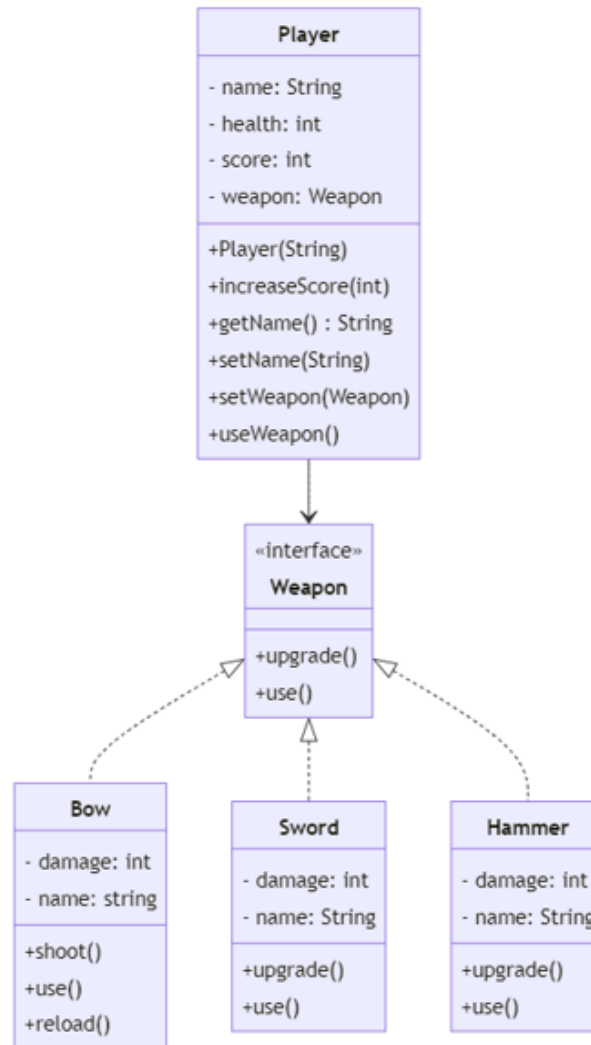 Player
- name: String
- health: int
- score: int
- weapon: Weapon
+Player(String)
+increaseScore(int)
+getName() : String
+setName(String)
+setWeapon(Weapon)
+useWeapon()
«interface»
Weapon
+upgrade()
+use()
Bow
- damage: int
- name: string
+shoot()
+use()
+reload()
Sword
- damage: int
- name: String
+upgrade()
+use()
Hammer
- damage: int
- name: String
+upgrade()
+use()